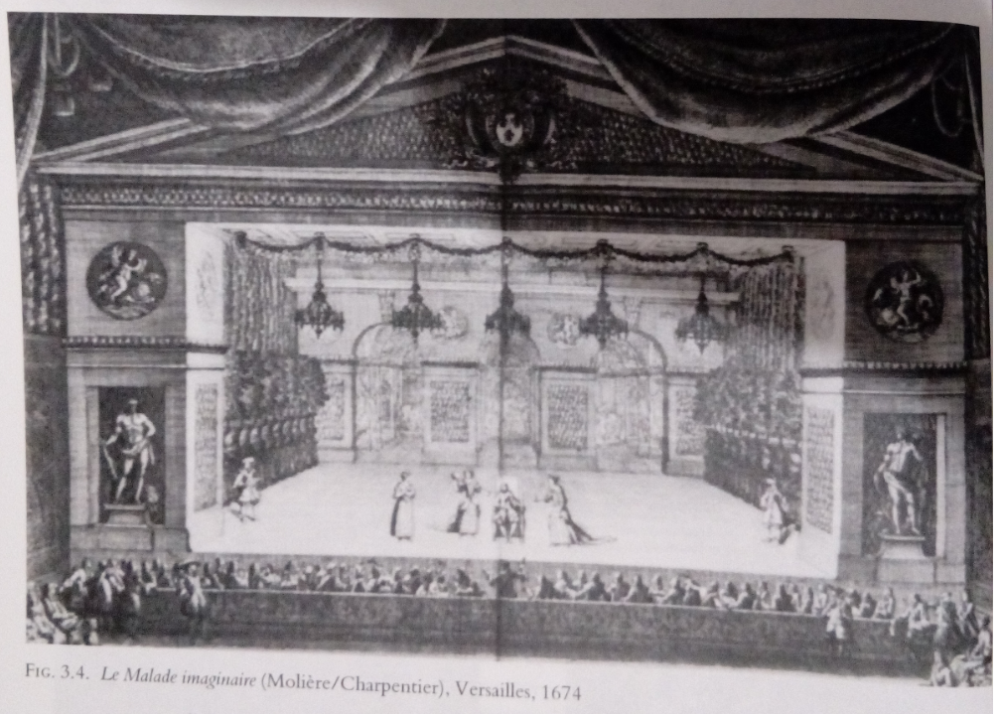 FIG. 3.4. Le Malade imaginaire (Molière/Charpentier), Versailles, 1674